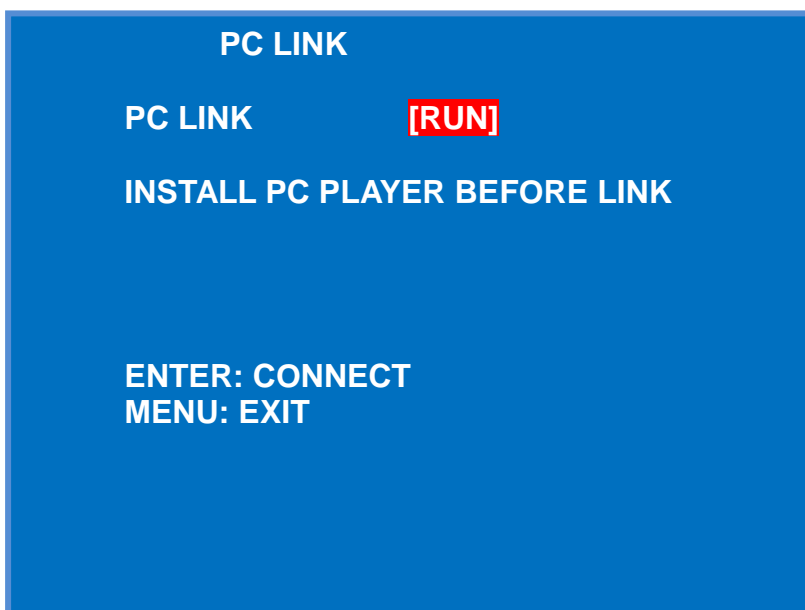 PC LINK
PC LINK [RUN]
INSTALL PC PLAYER BEFORE LINK
ENTER: CONNECT
MENU: EXIT